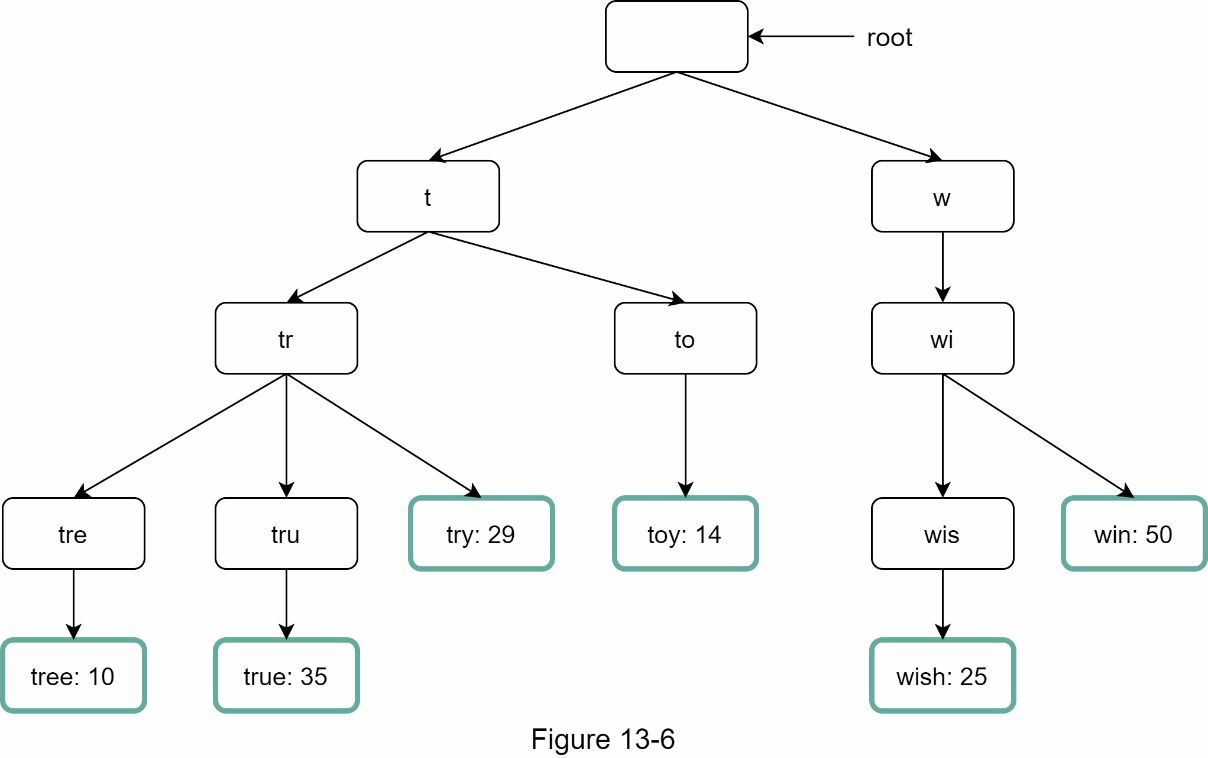 root
t
w
tr
to
wi
tre
tru
try: 29
toy: 14
wis
win: 50
tree: 10
true: 35
wish: 25
Figure 13-6